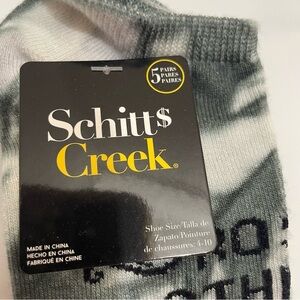 5 PAIRS
PARES
PAIRES
Schitt$
Creek®
Shoe Size/Talla de
Zapato/Pointure
de chaussures: 4-10
MADE IN CHINA
HECHO EN CHINA
FABRIQUÉ EN CHINE